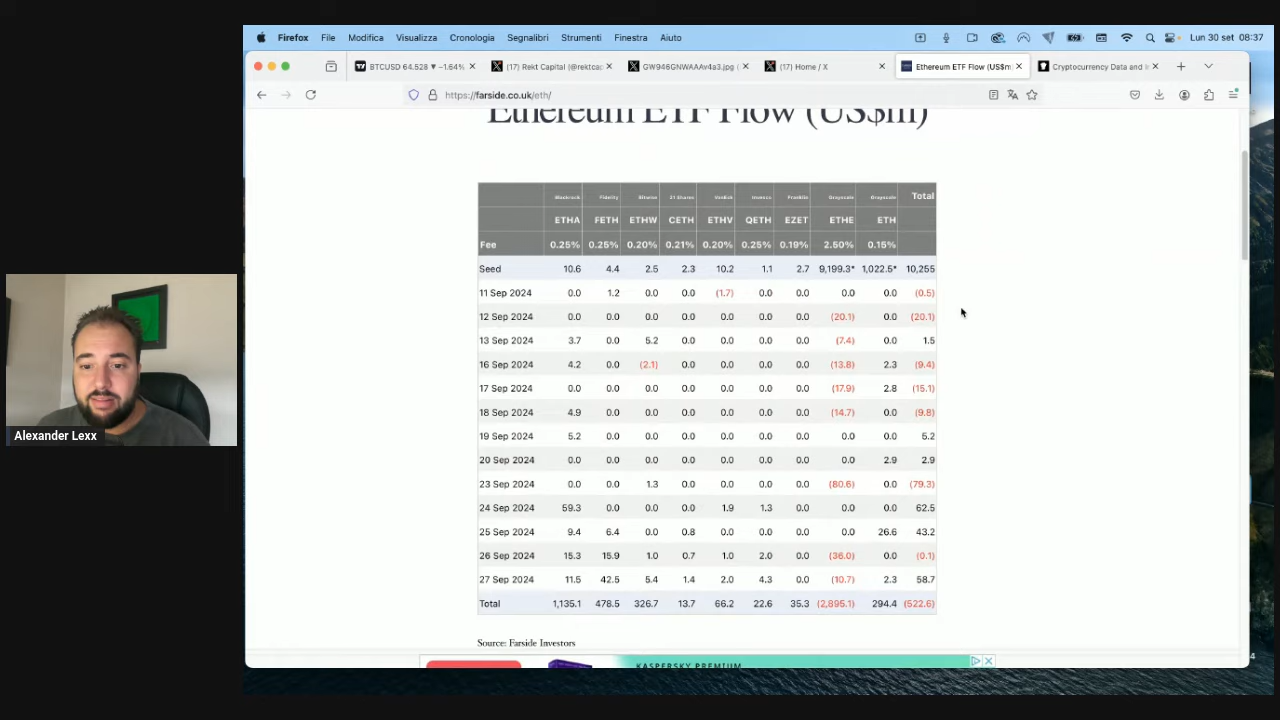 Firefox File Modifica Visualizza Cronologia Segnalibri Strumenti Finestra Aiuto Lun 30 set 08:37
BTCUSD 64.528 ▼ −1.64% (17) Rekt Capital (@rektcap GW946GNWAAAv4a3.jpg ( (17) Home / X Ethereum ETF Flow (US$m Cryptocurrency Data and
https://farside.co.uk/eth/
Ethereum ETF Flow (US$m)
Blackrock Fidelity Bitwise 21 Shares VanEck Invesco Franklin Grayscale Grayscale Total
ETHA FETH ETHW CETH ETHV QETH EZET ETHE ETH
Fee 0.25% 0.25% 0.20% 0.21% 0.20% 0.25% 0.19% 2.50% 0.15%
Seed 10.6 4.4 2.5 2.3 10.2 1.1 2.7 9,199.3* 1,022.5* 10,255
11 Sep 2024 0.0 1.2 0.0 0.0 (1.7) 0.0 0.0 0.0 0.0 (0.5)
12 Sep 2024 0.0 0.0 0.0 0.0 0.0 0.0 0.0 (20.1) 0.0 (20.1)
13 Sep 2024 3.7 0.0 5.2 0.0 0.0 0.0 0.0 (7.4) 0.0 1.5
16 Sep 2024 4.2 0.0 (2.1) 0.0 0.0 0.0 0.0 (13.8) 2.3 (9.4)
17 Sep 2024 0.0 0.0 0.0 0.0 0.0 0.0 0.0 (17.9) 2.8 (15.1)
18 Sep 2024 4.9 0.0 0.0 0.0 0.0 0.0 0.0 (14.7) 0.0 (9.8)
19 Sep 2024 5.2 0.0 0.0 0.0 0.0 0.0 0.0 0.0 0.0 5.2
20 Sep 2024 0.0 0.0 0.0 0.0 0.0 0.0 0.0 0.0 2.9 2.9
23 Sep 2024 0.0 0.0 1.3 0.0 0.0 0.0 0.0 (80.6) 0.0 (79.3)
24 Sep 2024 59.3 0.0 0.0 0.0 1.9 1.3 0.0 0.0 0.0 62.5
25 Sep 2024 9.4 6.4 0.0 0.8 0.0 0.0 0.0 0.0 26.6 43.2
26 Sep 2024 15.3 15.9 1.0 0.7 1.0 2.0 0.0 (36.0) 0.0 (0.1)
27 Sep 2024 11.5 42.5 5.4 1.4 2.0 4.3 0.0 (10.7) 2.3 58.7
Total 1,135.1 478.5 326.7 13.7 66.2 22.6 35.3 (2,895.1) 294.4 (522.6)
Source: Farside Investors
KASPERSKY PREMIUM
Alexander Lexx